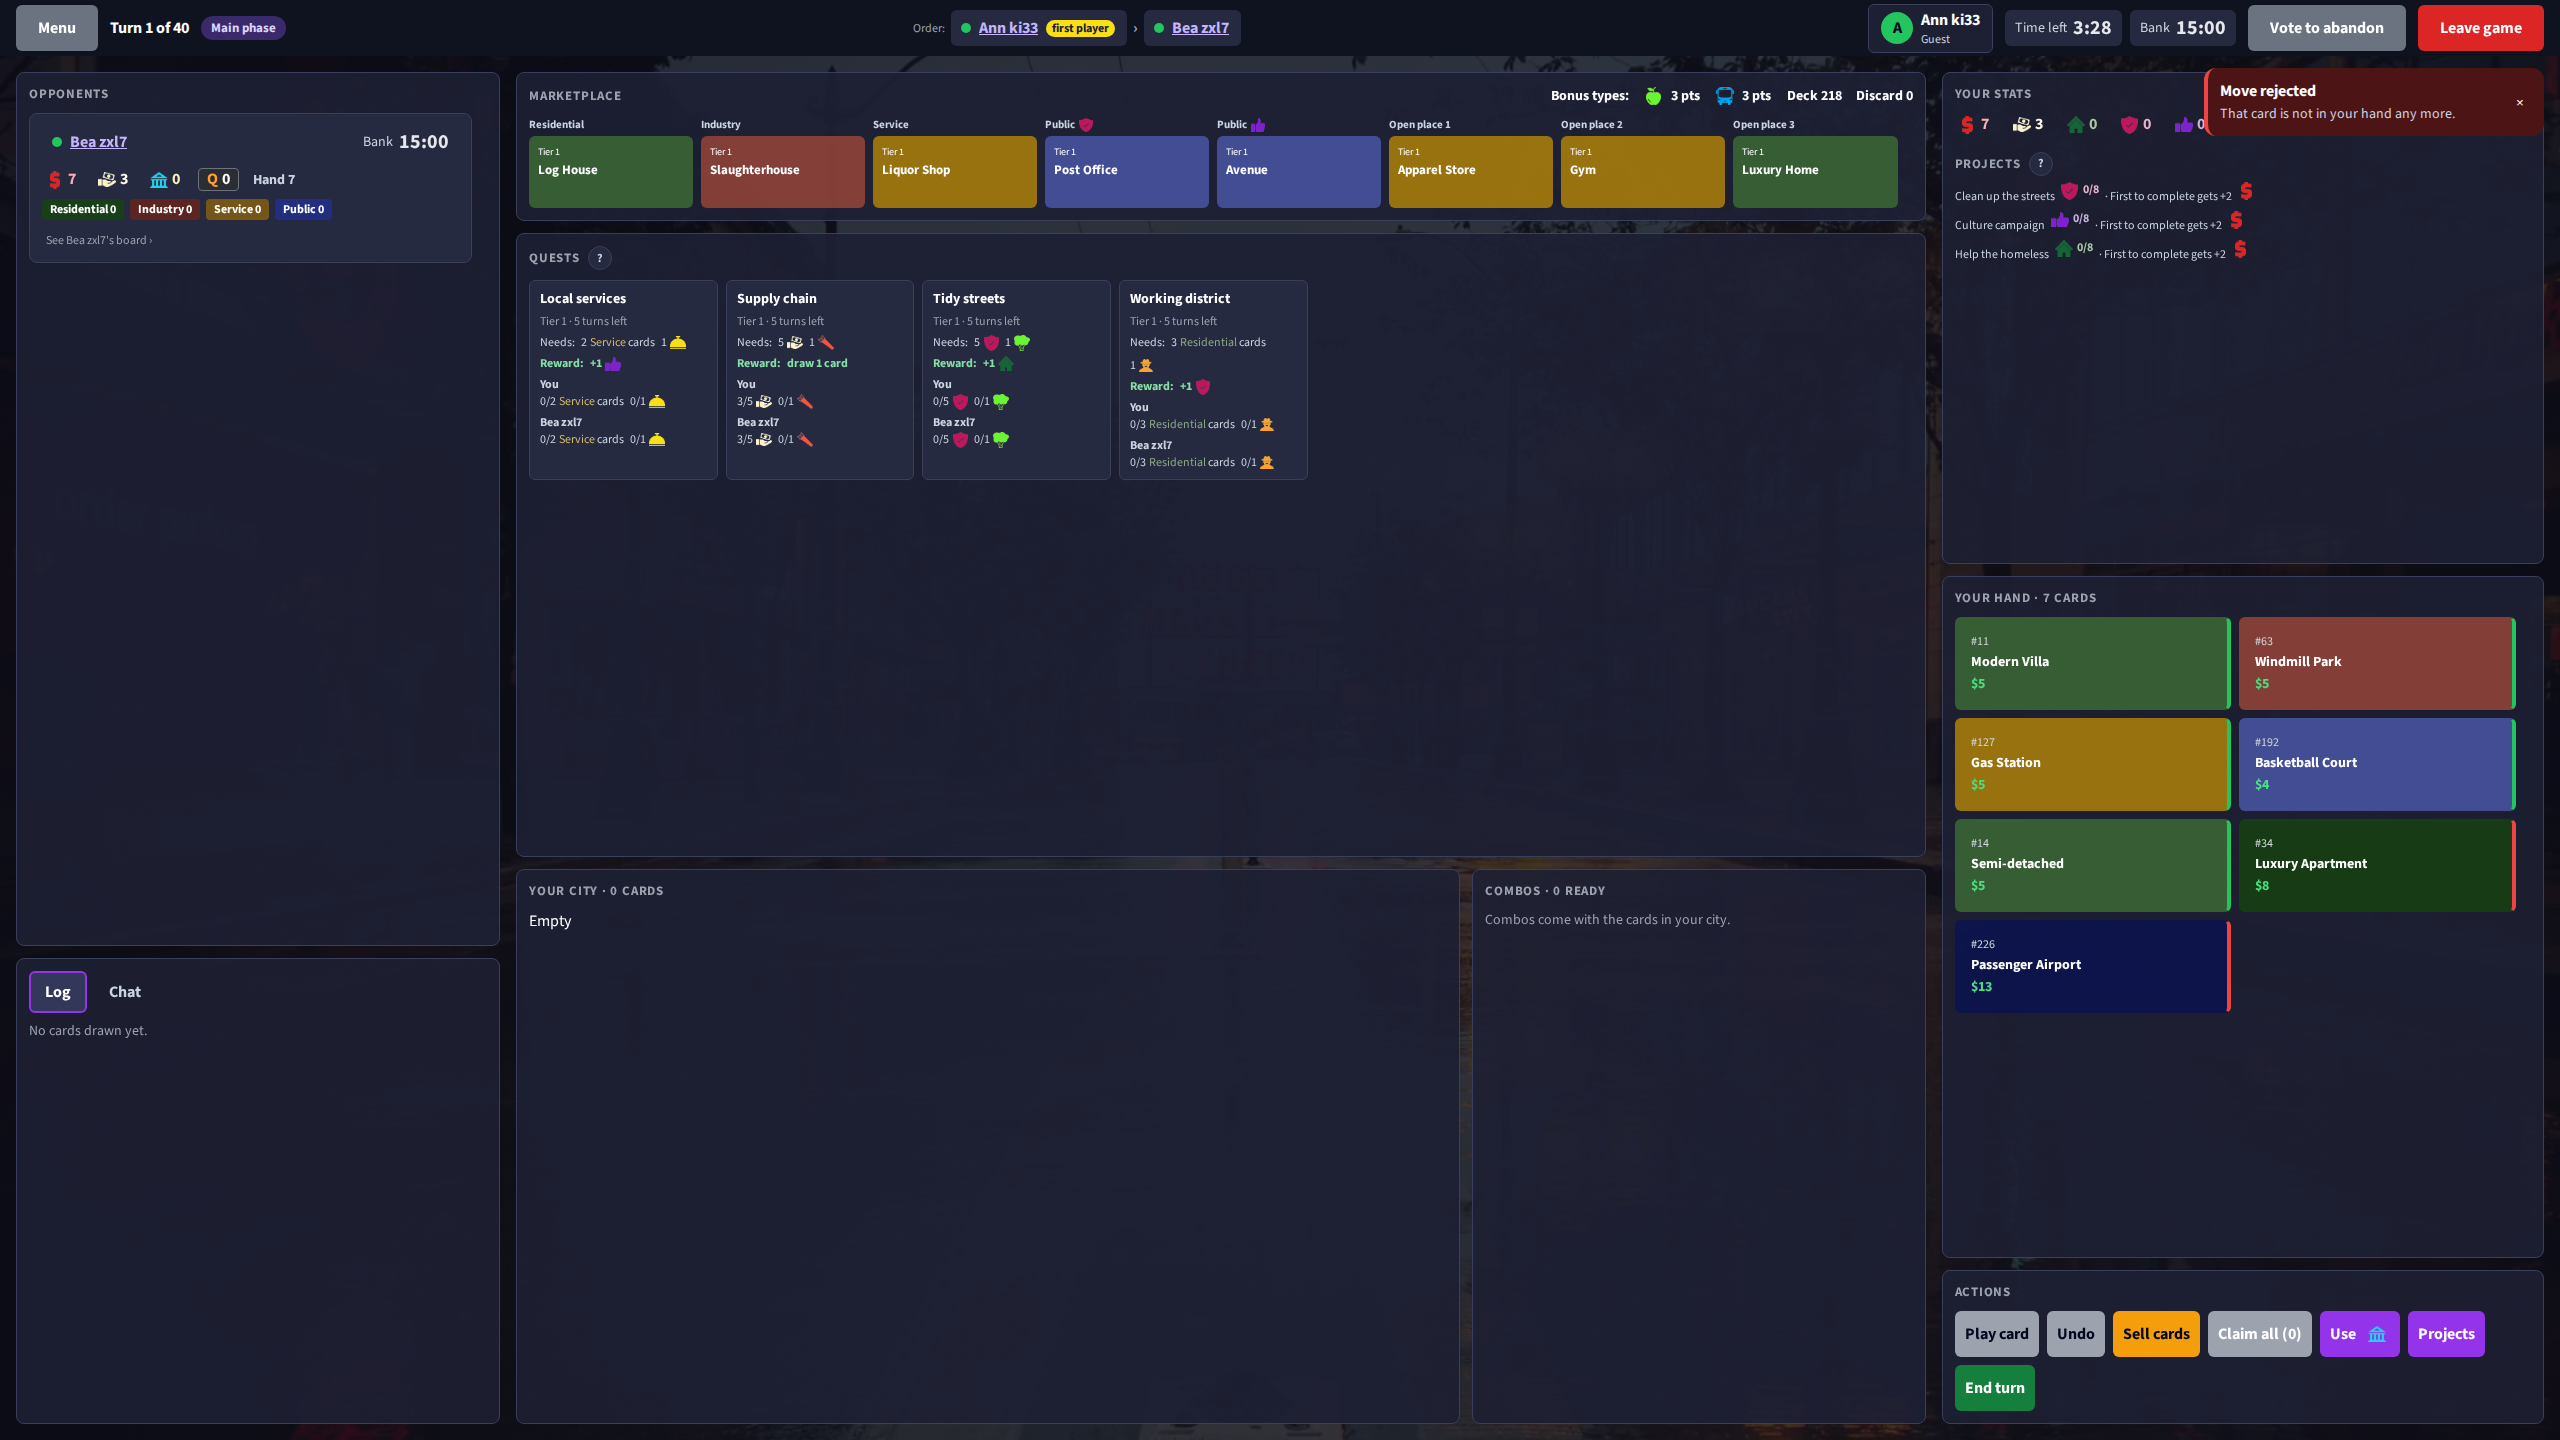 Menu
Turn 1 of 40
Main phase
Order:
Ann ki33
first player
›
Bea zxl7
A
Ann ki33
Guest
Time left 3:28
Bank 15:00
Vote to abandon
Leave game
OPPONENTS
Bea zxl7
Bank 15:00
7
3
0
Q 0
Hand 7
Residential 0
Industry 0
Service 0
Public 0
See Bea zxl7's board ›
Log
Chat
No cards drawn yet.
MARKETPLACE
Bonus types:
3 pts
3 pts
Deck 218
Discard 0
Residential
Tier 1
Log House
Industry
Tier 1
Slaughterhouse
Service
Tier 1
Liquor Shop
Public
Tier 1
Post Office
Public
Tier 1
Avenue
Open place 1
Tier 1
Apparel Store
Open place 2
Tier 1
Gym
Open place 3
Tier 1
Luxury Home
QUESTS
?
Local services
Tier 1 · 5 turns left
Needs: 2 Service cards 1
Reward: +1
You
0/2 Service cards 0/1
Bea zxl7
0/2 Service cards 0/1
Supply chain
Tier 1 · 5 turns left
Needs: 5 1
Reward: draw 1 card
You
3/5 0/1
Bea zxl7
3/5 0/1
Tidy streets
Tier 1 · 5 turns left
Needs: 5 1
Reward: +1
You
0/5 0/1
Bea zxl7
0/5 0/1
Working district
Tier 1 · 5 turns left
Needs: 3 Residential cards
1
Reward: +1
You
0/3 Residential cards 0/1
Bea zxl7
0/3 Residential cards 0/1
YOUR CITY · 0 CARDS
Empty
COMBOS · 0 READY
Combos come with the cards in your city.
YOUR STATS
7
3
0
0
0
Move rejected
That card is not in your hand any more.
×
PROJECTS
?
Clean up the streets 0/8 · First to complete gets +2
Culture campaign 0/8 · First to complete gets +2
Help the homeless 0/8 · First to complete gets +2
YOUR HAND · 7 CARDS
#11
Modern Villa
$5
#63
Windmill Park
$5
#127
Gas Station
$5
#192
Basketball Court
$4
#14
Semi-detached
$5
#34
Luxury Apartment
$8
#226
Passenger Airport
$13
ACTIONS
Play card
Undo
Sell cards
Claim all (0)
Use
Projects
End turn